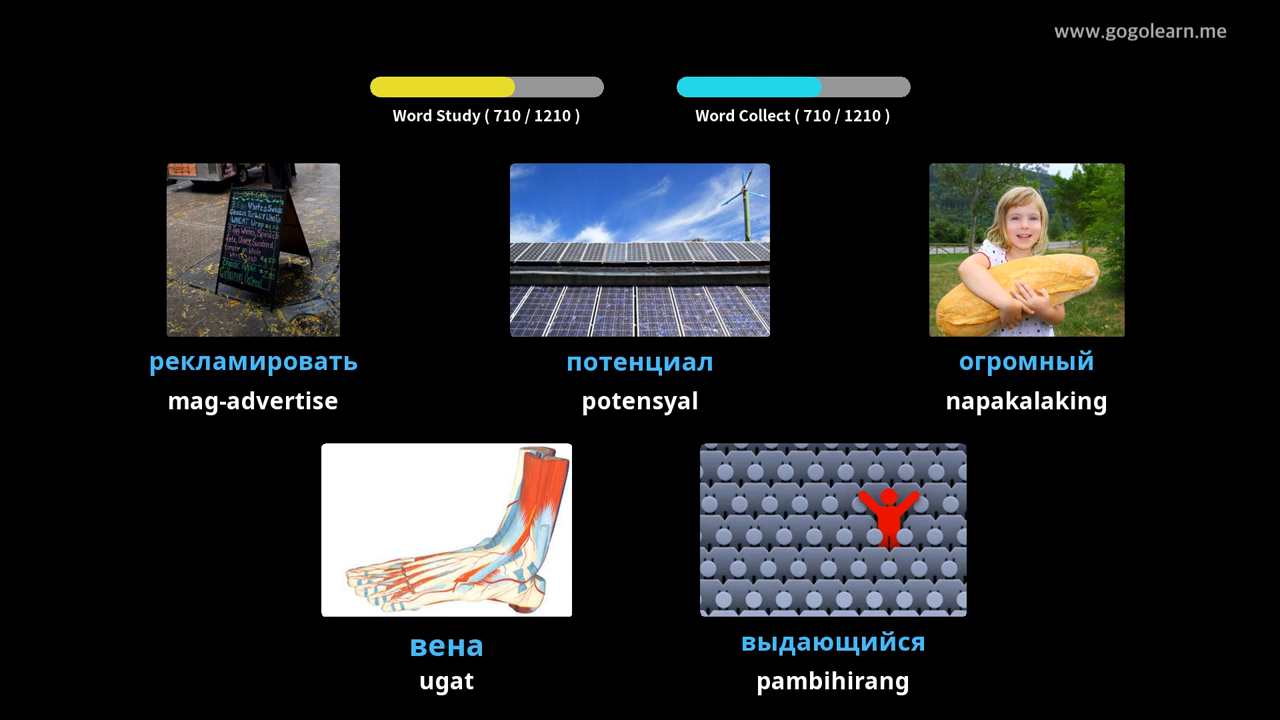 www.gogolearn.me
Word Study ( 710 / 1210 )
Word Collect ( 710 / 1210 )
рекламировать
mag-advertise
потенциал
potensyal
огромный
napakalaking
вена
ugat
выдающийся
pambihirang